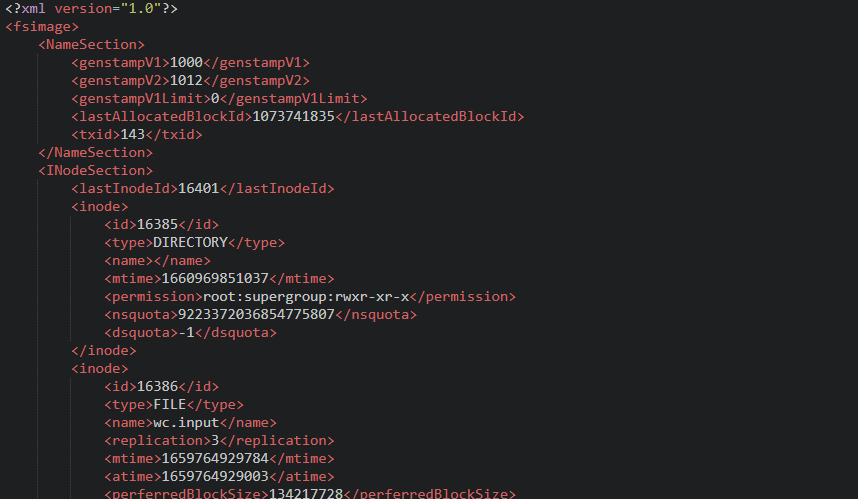 <?xml version="1.0"?>
<fsimage>
<NameSection>
<genstampV1>1000</genstampV1>
<genstampV2>1012</genstampV2>
<genstampV1Limit>0</genstampV1Limit>
<lastAllocatedBlockId>1073741835</lastAllocatedBlockId>
<txid>143</txid>
</NameSection>
<INodeSection>
<lastInodeId>16401</lastInodeId>
<inode>
<id>16385</id>
<type>DIRECTORY</type>
<name></name>
<mtime>1660969851037</mtime>
<permission>root:supergroup:rwxr-xr-x</permission>
<nsquota>9223372036854775807</nsquota>
<dsquota>-1</dsquota>
</inode>
<inode>
<id>16386</id>
<type>FILE</type>
<name>wc.input</name>
<replication>3</replication>
<mtime>1659764929784</mtime>
<atime>1659764929003</atime>
<perferredBlockSize>134217728</perferredBlockSize>